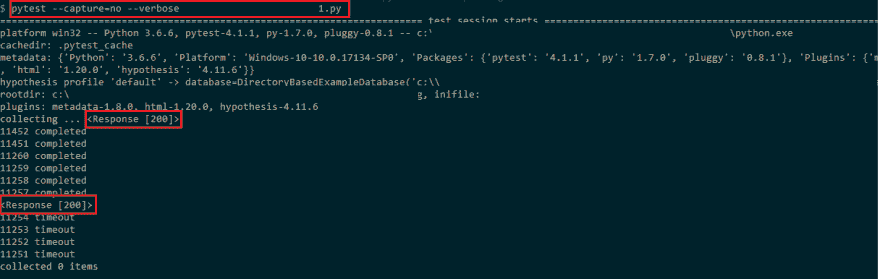 $ pytest --capture=no --verbose 1.py
============================ test session starts ============================
platform win32 -- Python 3.6.6, pytest-4.1.1, py-1.7.0, pluggy-0.8.1 -- c:\ \python.exe
cachedir: .pytest_cache
metadata: {'Python': '3.6.6', 'Platform': 'Windows-10-10.0.17134-SP0', 'Packages': {'pytest': '4.1.1', 'py': '1.7.0', 'pluggy': '0.8.1'}, 'Plugins': {'m
, 'html': '1.20.0', 'hypothesis': '4.11.6'}}
hypothesis profile 'default' -> database=DirectoryBasedExampleDatabase('c:\\
rootdir: c:\ g, inifile:
plugins: metadata-1.8.0, html-1.20.0, hypothesis-4.11.6
collecting ... <Response [200]>
11452 completed
11451 completed
11260 completed
11259 completed
11258 completed
11257 completed
<Response [200]>
11254 timeout
11253 timeout
11252 timeout
11251 timeout
collected 0 items